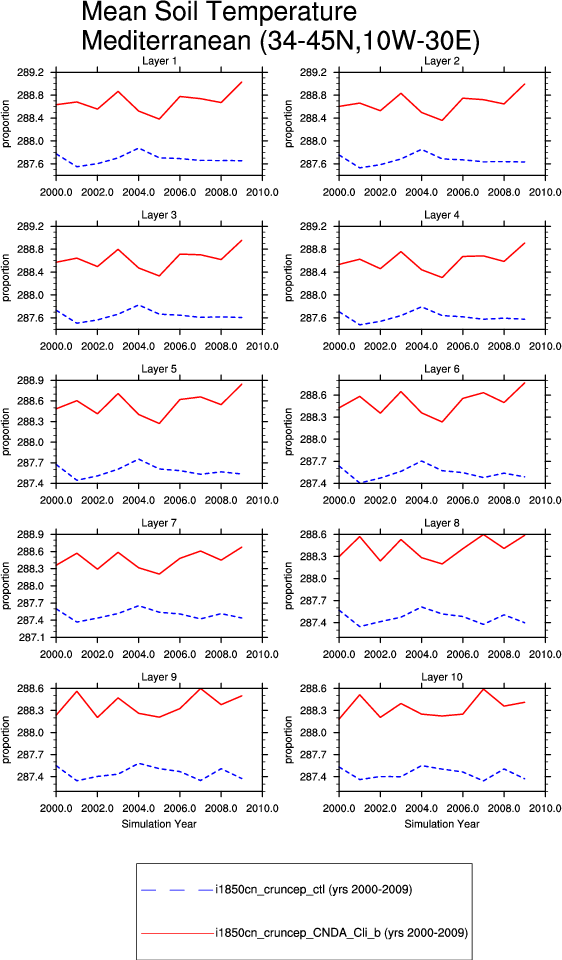 Mean Soil Temperature
Mediterranean (34-45N,10W-30E)
Layer 1
Layer 2
proportion
289.2
288.8
288.4
288.0
287.6
2000.0 2002.0 2004.0 2006.0 2008.0 2010.0
proportion
289.2
288.8
288.4
288.0
287.6
2000.0 2002.0 2004.0 2006.0 2008.0 2010.0
Layer 3
Layer 4
proportion
289.2
288.8
288.4
288.0
287.6
2000.0 2002.0 2004.0 2006.0 2008.0 2010.0
proportion
289.2
288.8
288.4
288.0
287.6
2000.0 2002.0 2004.0 2006.0 2008.0 2010.0
Layer 5
Layer 6
proportion
288.9
288.6
288.3
288.0
287.7
287.4
2000.0 2002.0 2004.0 2006.0 2008.0 2010.0
proportion
288.6
288.3
288.0
287.7
287.4
2000.0 2002.0 2004.0 2006.0 2008.0 2010.0
Layer 7
Layer 8
proportion
288.9
288.6
288.3
288.0
287.7
287.4
287.1
2000.0 2002.0 2004.0 2006.0 2008.0 2010.0
proportion
288.6
288.3
288.0
287.7
287.4
2000.0 2002.0 2004.0 2006.0 2008.0 2010.0
Layer 9
Layer 10
proportion
288.6
288.3
288.0
287.7
287.4
2000.0 2002.0 2004.0 2006.0 2008.0 2010.0
Simulation Year
proportion
288.6
288.3
288.0
287.7
287.4
2000.0 2002.0 2004.0 2006.0 2008.0 2010.0
Simulation Year
i1850cn_cruncep_ctl (yrs 2000-2009)
i1850cn_cruncep_CNDA_Cli_b (yrs 2000-2009)